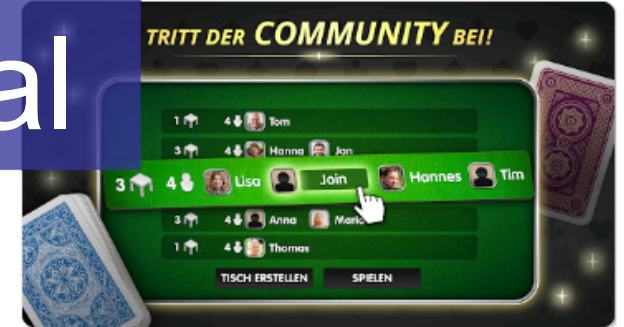 al
TRITT DER COMMUNITY BEI!
1 4 Tom
3 4 Hanna Jan
3 4 Lisa Join Hannes Tim
3 4 Anna Mario
1 4 Thomas
TISCH ERSTELLEN SPIELEN